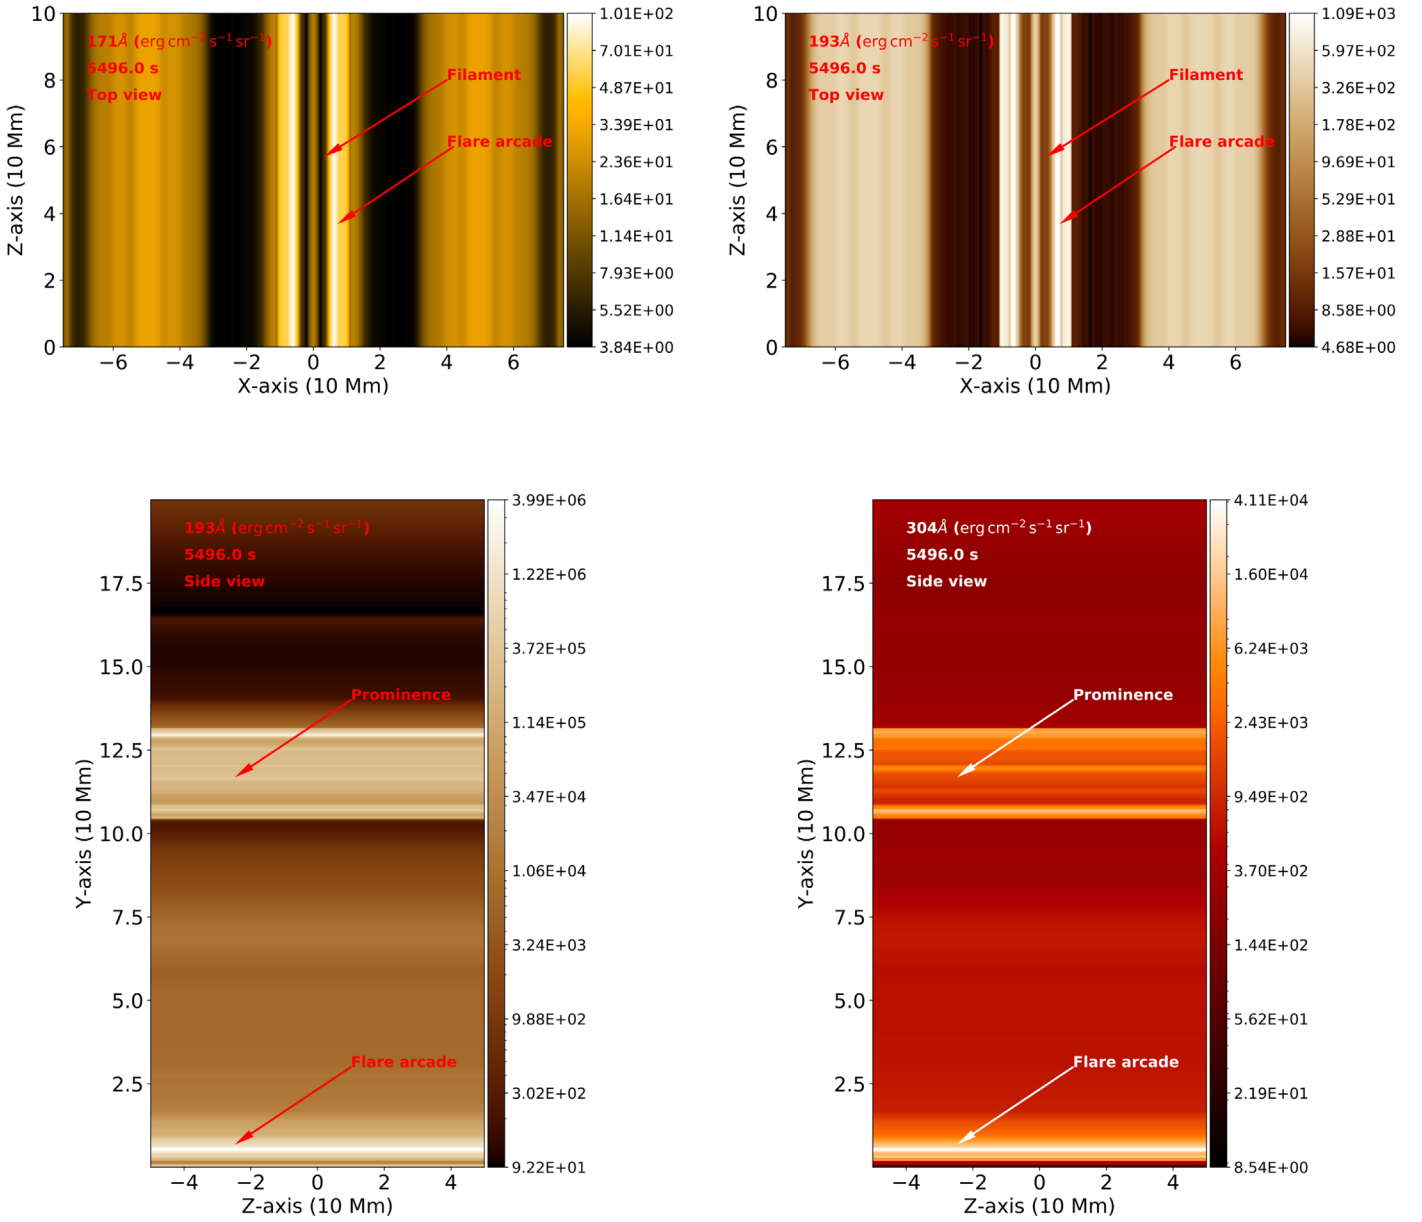 171Å (erg cm⁻² s⁻¹ sr⁻¹)
5496.0 s
Top view
Filament
Flare arcade
10
8
6
4
2
0
Z-axis (10 Mm)
−6 −4 −2 0 2 4 6
X-axis (10 Mm)
1.01E+02
7.01E+01
4.87E+01
3.39E+01
2.36E+01
1.64E+01
1.14E+01
7.93E+00
5.52E+00
3.84E+00
193Å (erg cm⁻² s⁻¹ sr⁻¹)
5496.0 s
Top view
Filament
Flare arcade
10
8
6
4
2
0
Z-axis (10 Mm)
−6 −4 −2 0 2 4 6
X-axis (10 Mm)
1.09E+03
5.97E+02
3.26E+02
1.78E+02
9.69E+01
5.29E+01
2.88E+01
1.57E+01
8.58E+00
4.68E+00
193Å (erg cm⁻² s⁻¹ sr⁻¹)
5496.0 s
Side view
Prominence
Flare arcade
17.5
15.0
12.5
10.0
7.5
5.0
2.5
Y-axis (10 Mm)
−4 −2 0 2 4
Z-axis (10 Mm)
3.99E+06
1.22E+06
3.72E+05
1.14E+05
3.47E+04
1.06E+04
3.24E+03
9.88E+02
3.02E+02
9.22E+01
304Å (erg cm⁻² s⁻¹ sr⁻¹)
5496.0 s
Side view
Prominence
Flare arcade
17.5
15.0
12.5
10.0
7.5
5.0
2.5
Y-axis (10 Mm)
−4 −2 0 2 4
Z-axis (10 Mm)
4.11E+04
1.60E+04
6.24E+03
2.43E+03
9.49E+02
3.70E+02
1.44E+02
5.62E+01
2.19E+01
8.54E+00